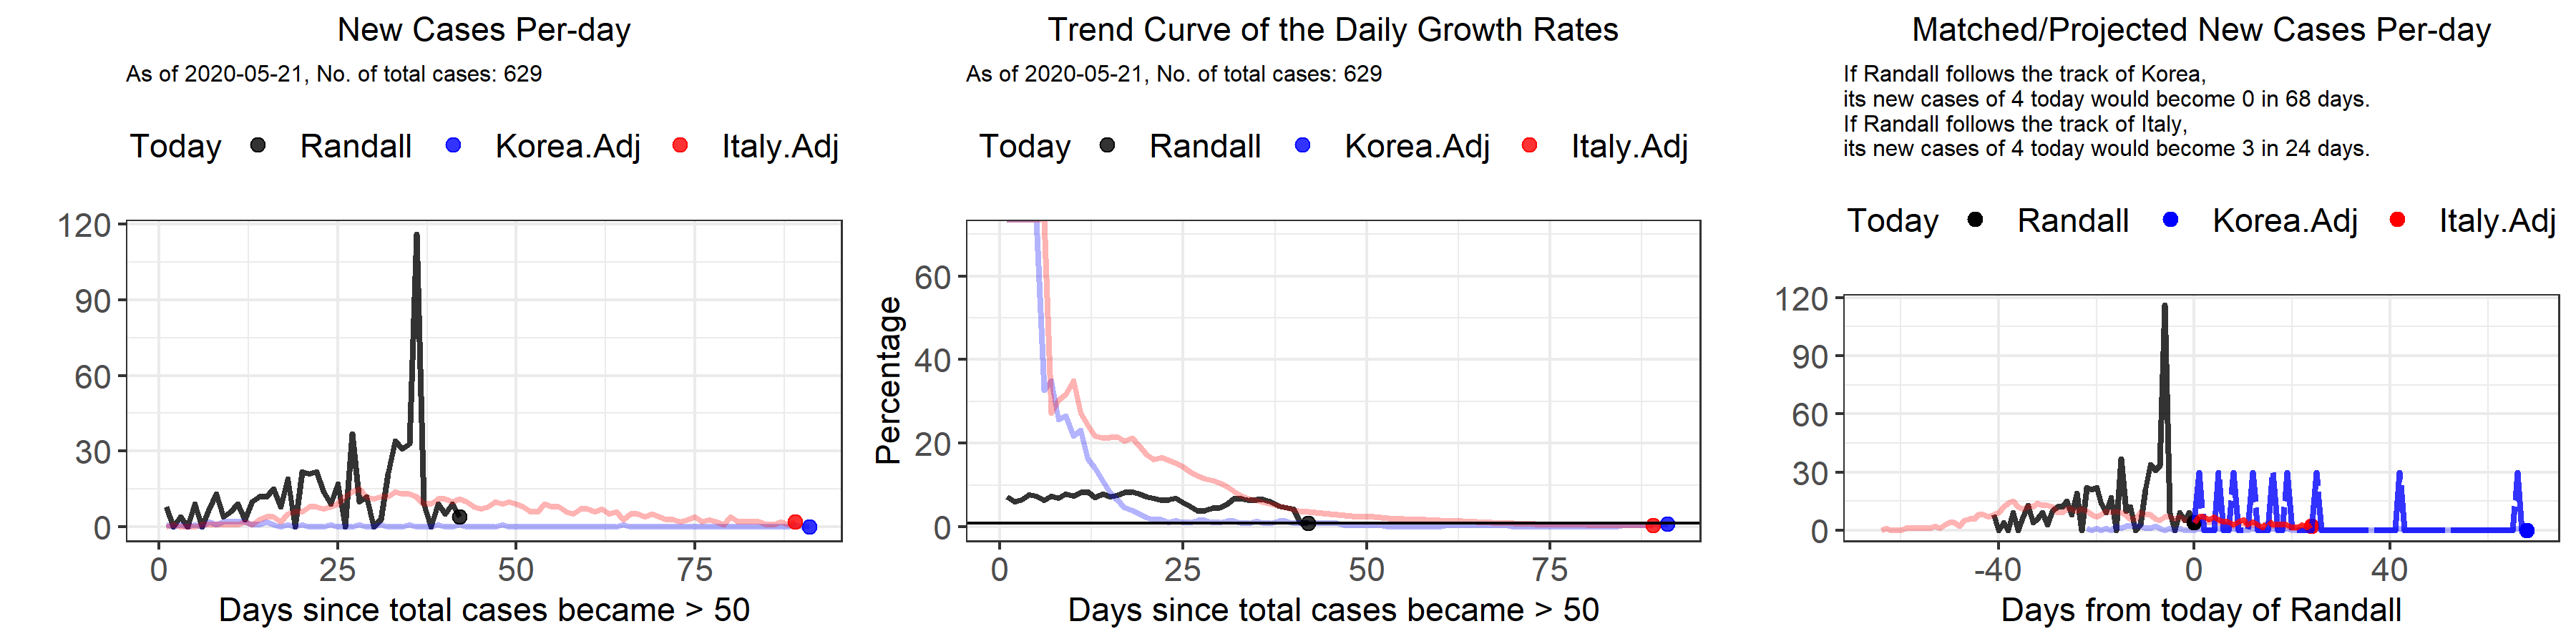 New Cases Per-day
As of 2020-05-21, No. of total cases: 629
Today Randall Korea.Adj Italy.Adj
120
90
60
30
0
0 25 50 75
Days since total cases became > 50
Trend Curve of the Daily Growth Rates
As of 2020-05-21, No. of total cases: 629
Today Randall Korea.Adj Italy.Adj
Percentage
60
40
20
0
0 25 50 75
Days since total cases became > 50
Matched/Projected New Cases Per-day
If Randall follows the track of Korea,
its new cases of 4 today would become 0 in 68 days.
If Randall follows the track of Italy,
its new cases of 4 today would become 3 in 24 days.
Today Randall Korea.Adj Italy.Adj
120
90
60
30
0
-40 0 40
Days from today of Randall